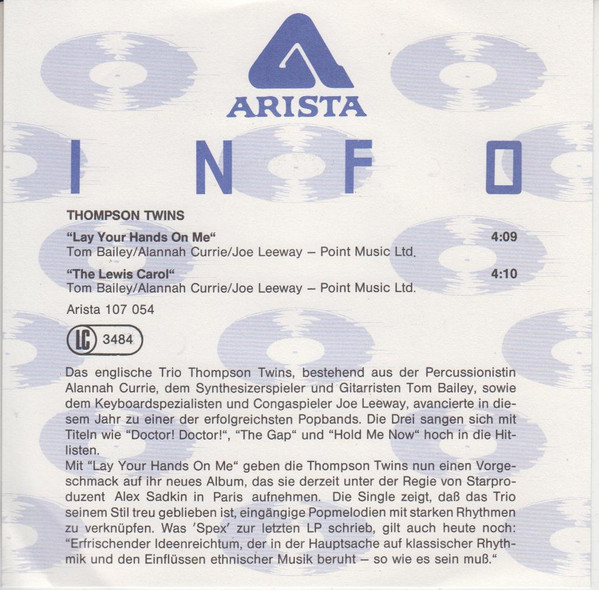 ARISTA
INFO
THOMPSON TWINS
“Lay Your Hands On Me“ 4:09
Tom Bailey/Alannah Currie/Joe Leeway – Point Music Ltd.
“The Lewis Carol“ 4:10
Tom Bailey/Alannah Currie/Joe Leeway – Point Music Ltd.
Arista 107 054
LC 3484
Das englische Trio Thompson Twins, bestehend aus der Percussionistin
Alannah Currie, dem Synthesizerspieler und Gitarristen Tom Bailey, sowie
dem Keyboardspezialisten und Congaspieler Joe Leeway, avancierte in die-
sem Jahr zu einer der erfolgreichsten Popbands. Die Drei sangen sich mit
Titeln wie “Doctor! Doctor!“, “The Gap“ und “Hold Me Now“ hoch in die Hit-
listen.
Mit “Lay Your Hands On Me“ geben die Thompson Twins nun einen Vorge-
schmack auf ihr neues Album, das sie derzeit unter der Regie von Starpro-
duzent Alex Sadkin in Paris aufnehmen. Die Single zeigt, daß das Trio
seinem Stil treu geblieben ist, eingängige Popmelodien mit starken Rhythmen
zu verknüpfen. Was ’Spex’ zur letzten LP schrieb, gilt auch heute noch:
“Erfrischender Ideenreichtum, der in der Hauptsache auf klassischer Rhyth-
mik und den Einflüssen ethnischer Musik beruht – so wie es sein muß.“